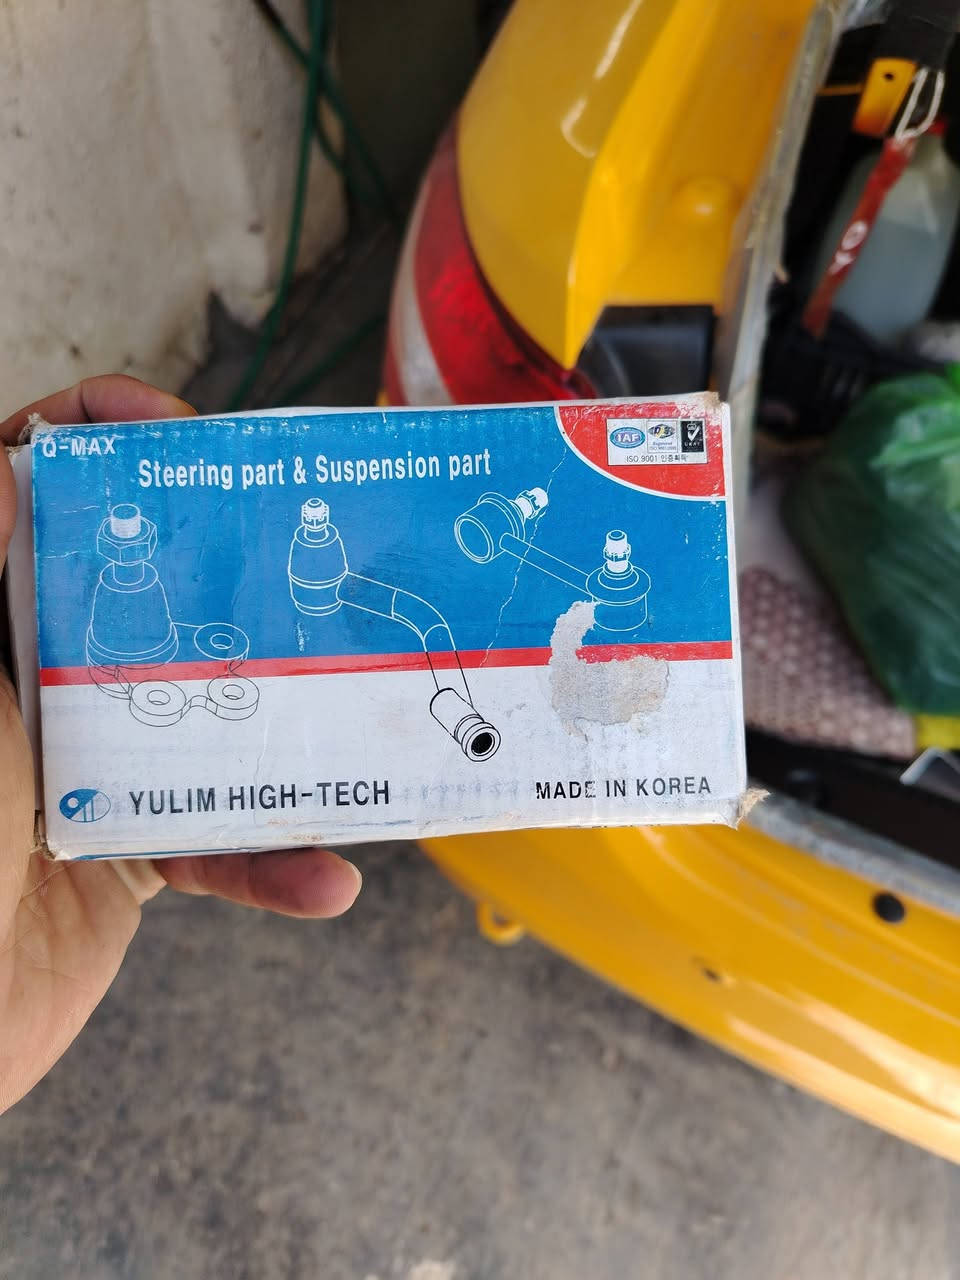 Q-MAX
Steering part & Suspension part
IAF
ISO 9001 인증획득
YULIM HIGH-TECH
MADE IN KOREA